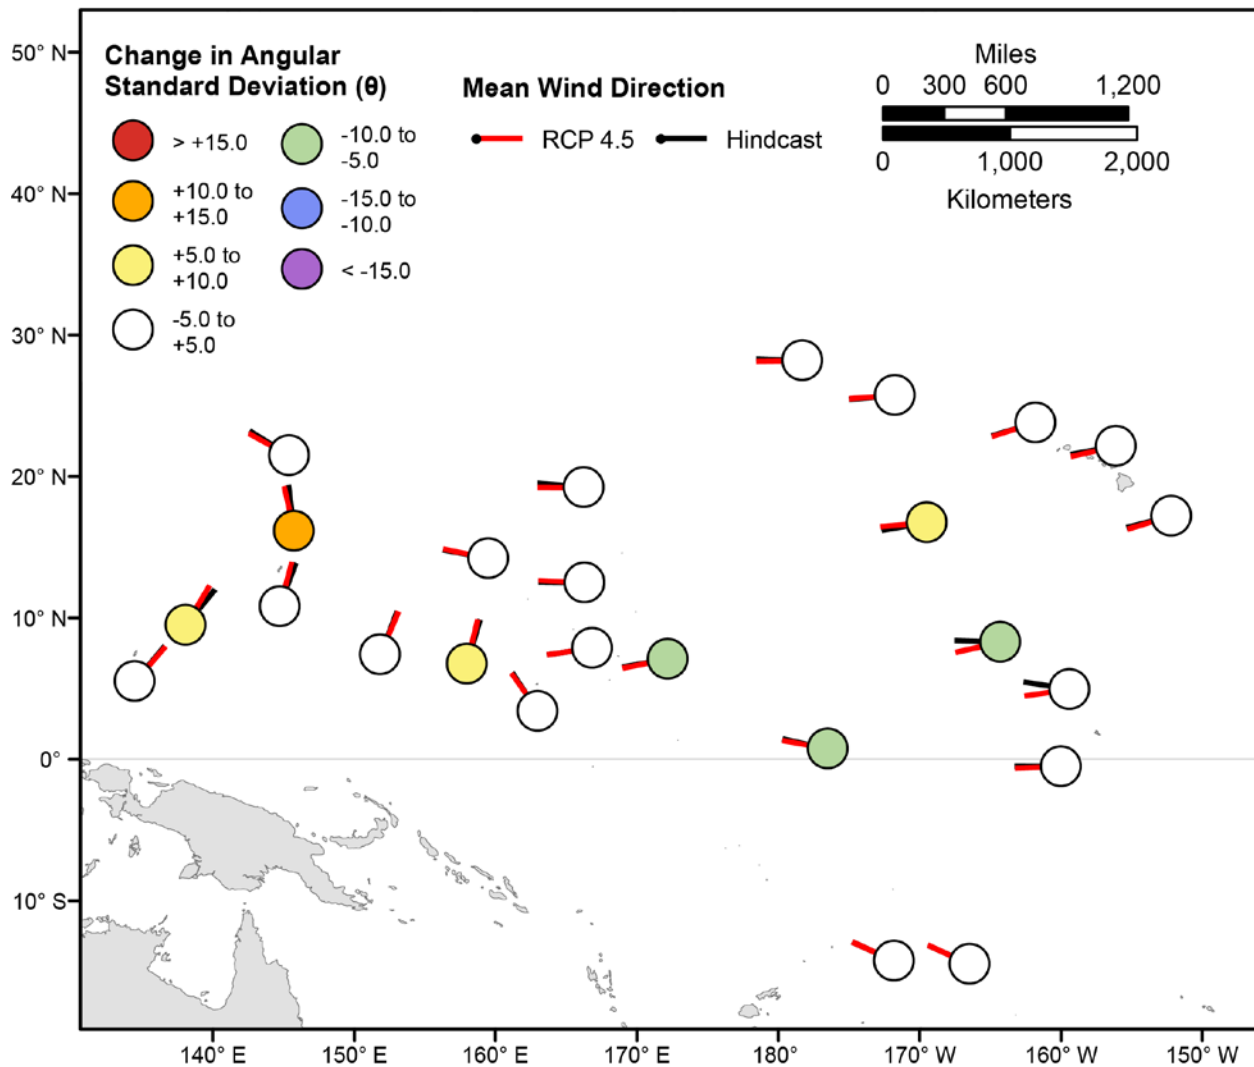 Change in Angular
Standard Deviation (θ)
> +15.0
+10.0 to
+15.0
+5.0 to
+10.0
-5.0 to
+5.0
-10.0 to
-5.0
-15.0 to
-10.0
< -15.0
Mean Wind Direction
RCP 4.5
Hindcast
Miles
0 300 600 1,200
0 1,000 2,000
Kilometers
50° N
40° N
30° N
20° N
10° N
0°
10° S
140° E 150° E 160° E 170° E 180° 170° W 160° W 150° W